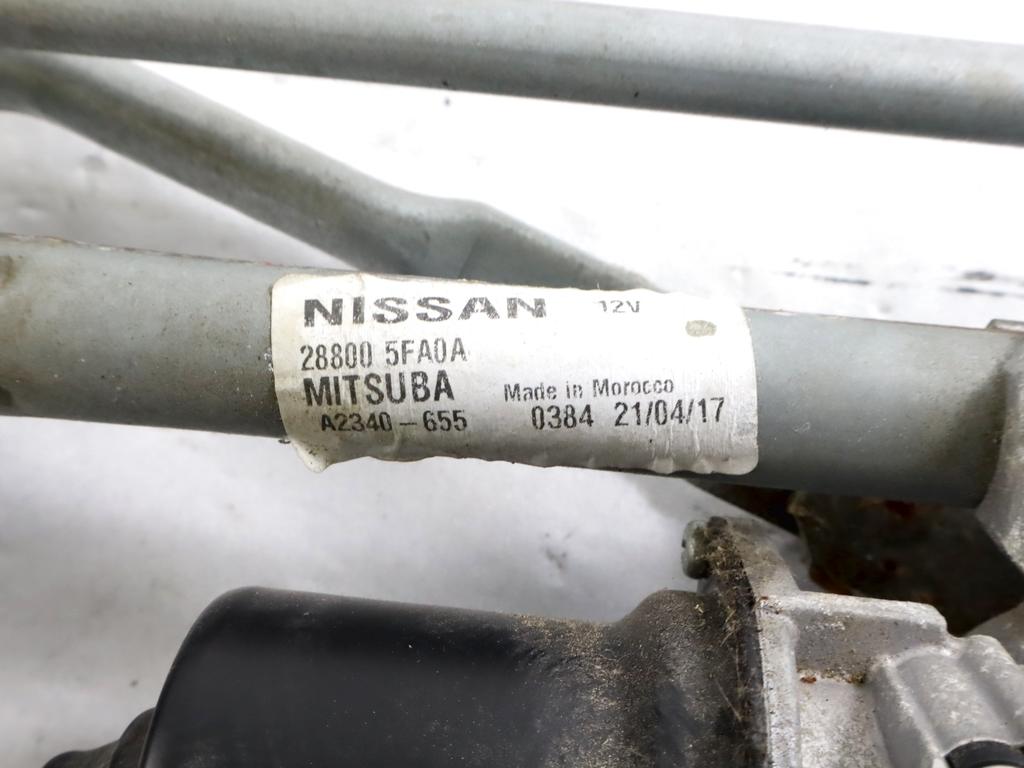 NISSAN 12V
28800 5FA0A
MITSUBA Made in Morocco
A2340-655 0384 21/04/17